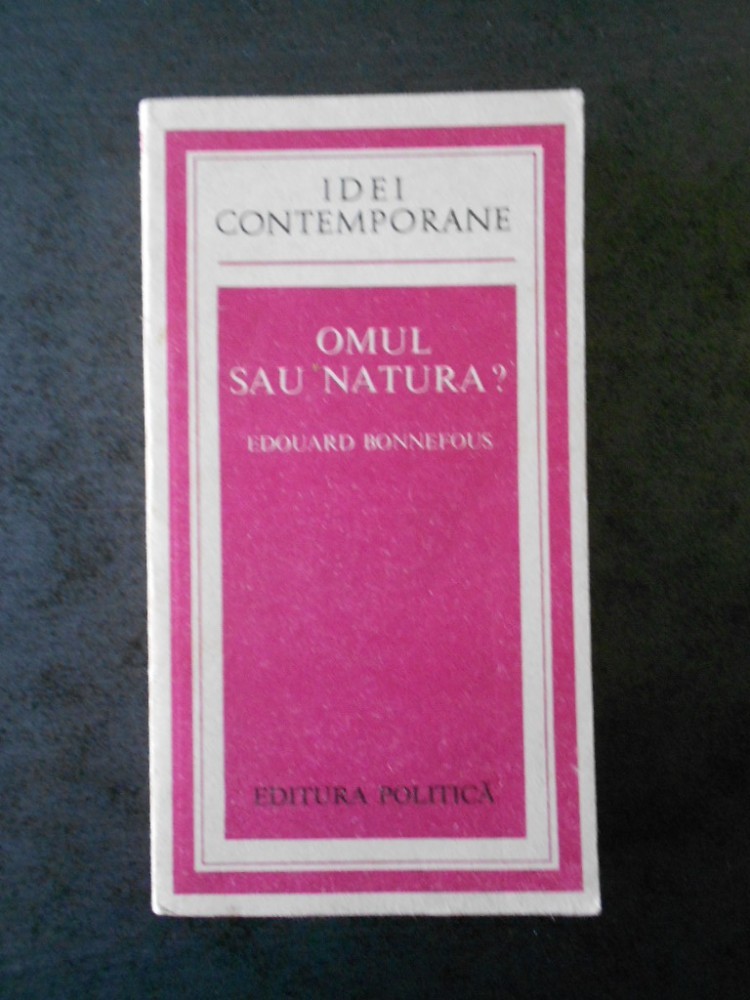 IDEI
CONTEMPORANE
OMUL
SAU NATURA?
EDOUARD BONNEFOUS
EDITURA POLITICĂ